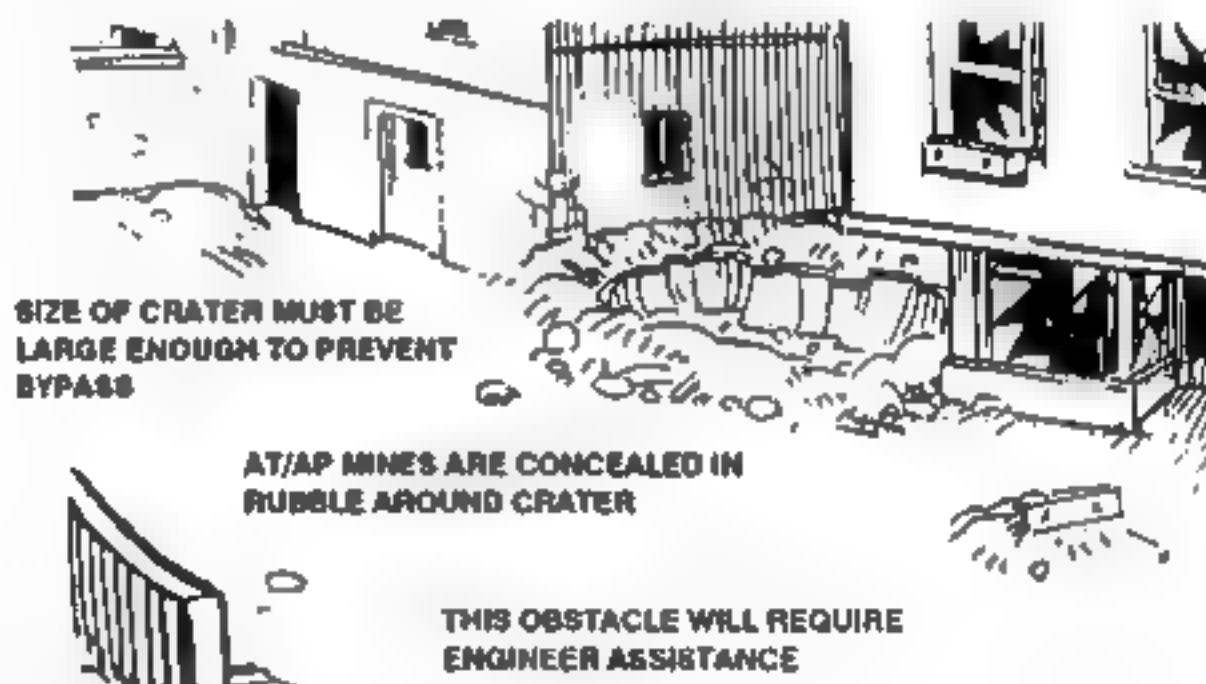 SIZE OF CRATER MUST BE
LARGE ENOUGH TO PREVENT
BYPASS
AT/AP MINES ARE CONCEALED IN
RUBBLE AROUND CRATER
THIS OBSTACLE WILL REQUIRE
ENGINEER ASSISTANCE